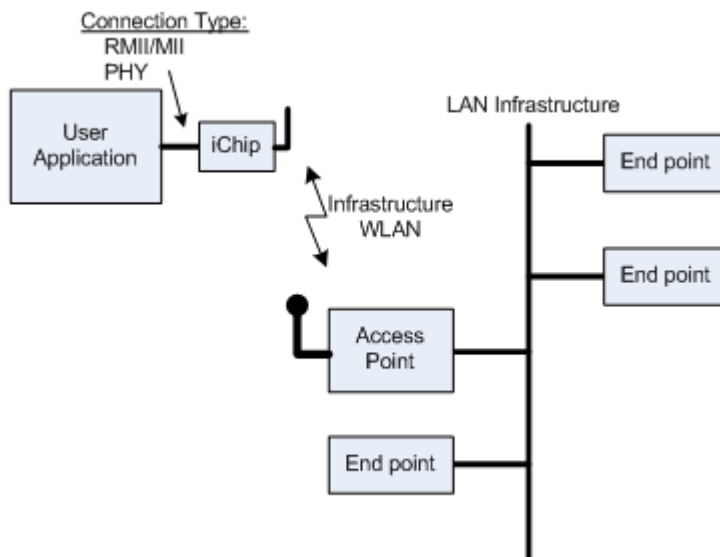 Connection Type:
RMII/MII
PHY
User
Application
iChip
LAN Infrastructure
End point
Infrastructure
WLAN
End point
Access
Point
End point